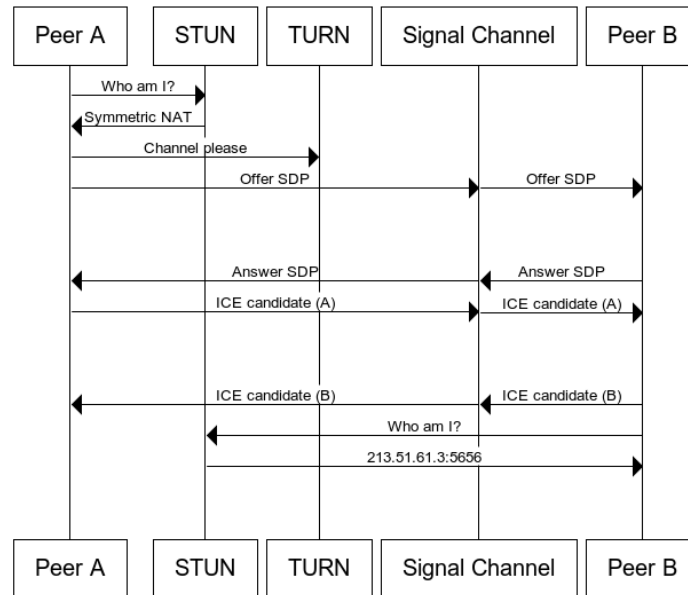 Peer A STUN TURN Signal Channel Peer B
Who am I?
Symmetric NAT
Channel please
Offer SDP Offer SDP
Answer SDP Answer SDP
ICE candidate (A) ICE candidate (A)
ICE candidate (B) ICE candidate (B)
Who am I?
213.51.61.3:5656
Peer A STUN TURN Signal Channel Peer B